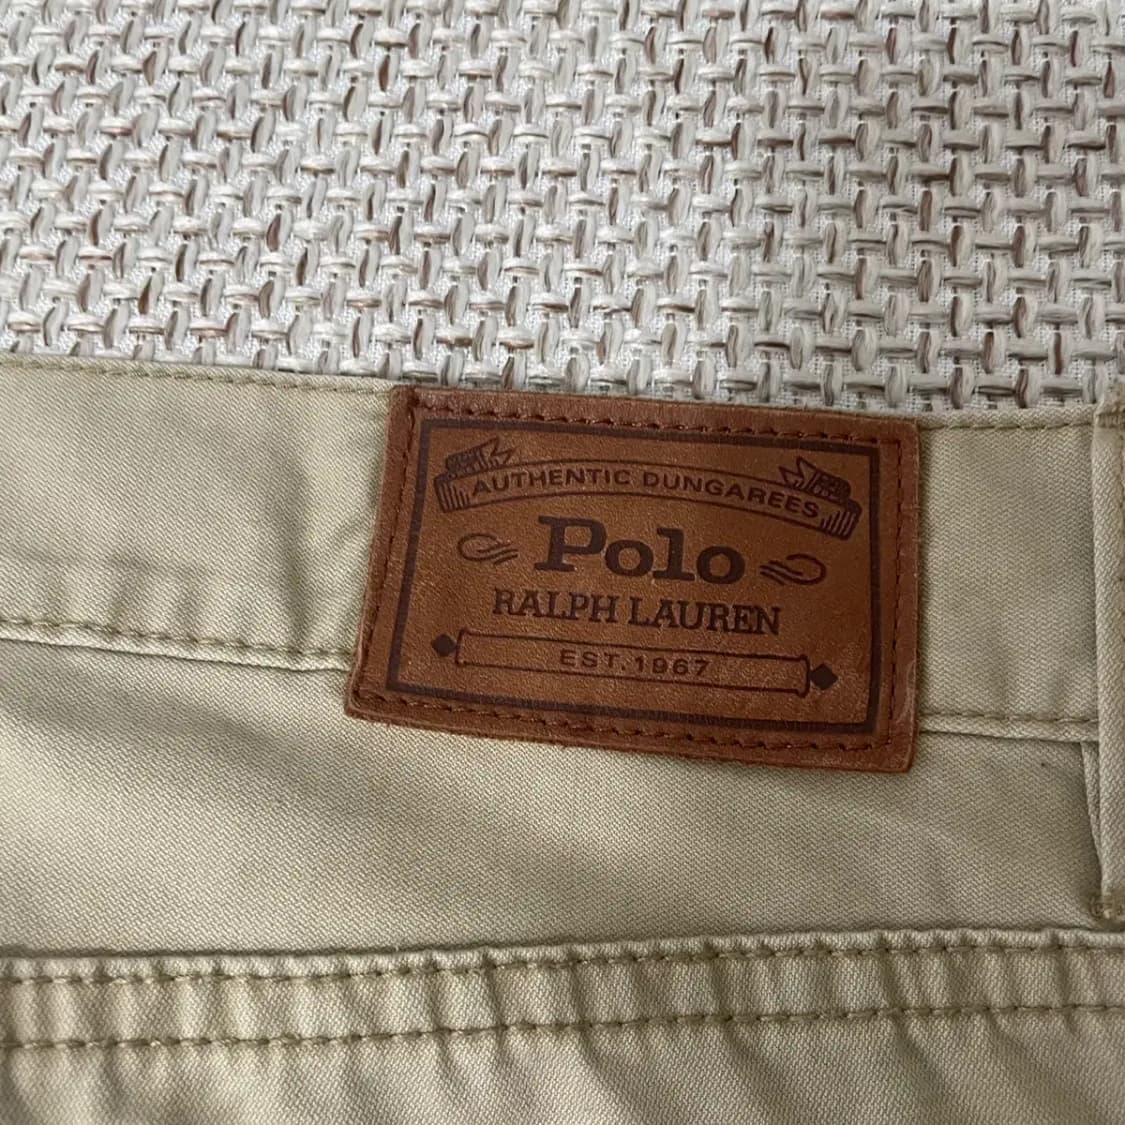 AUTHENTIC DUNGAREES
Polo
RALPH LAUREN
EST. 1967